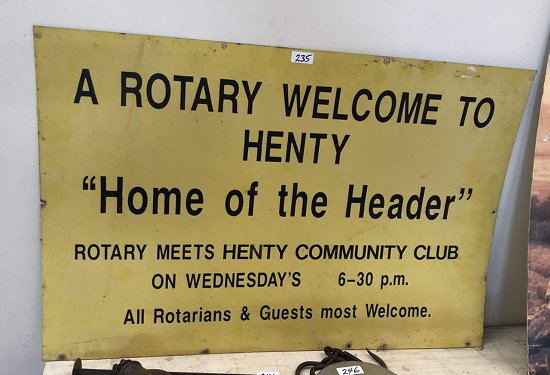 235
A ROTARY WELCOME TO
HENTY
“Home of the Header”
ROTARY MEETS HENTY COMMUNITY CLUB
ON WEDNESDAY'S 6–30 p.m.
All Rotarians & Guests most Welcome.
246